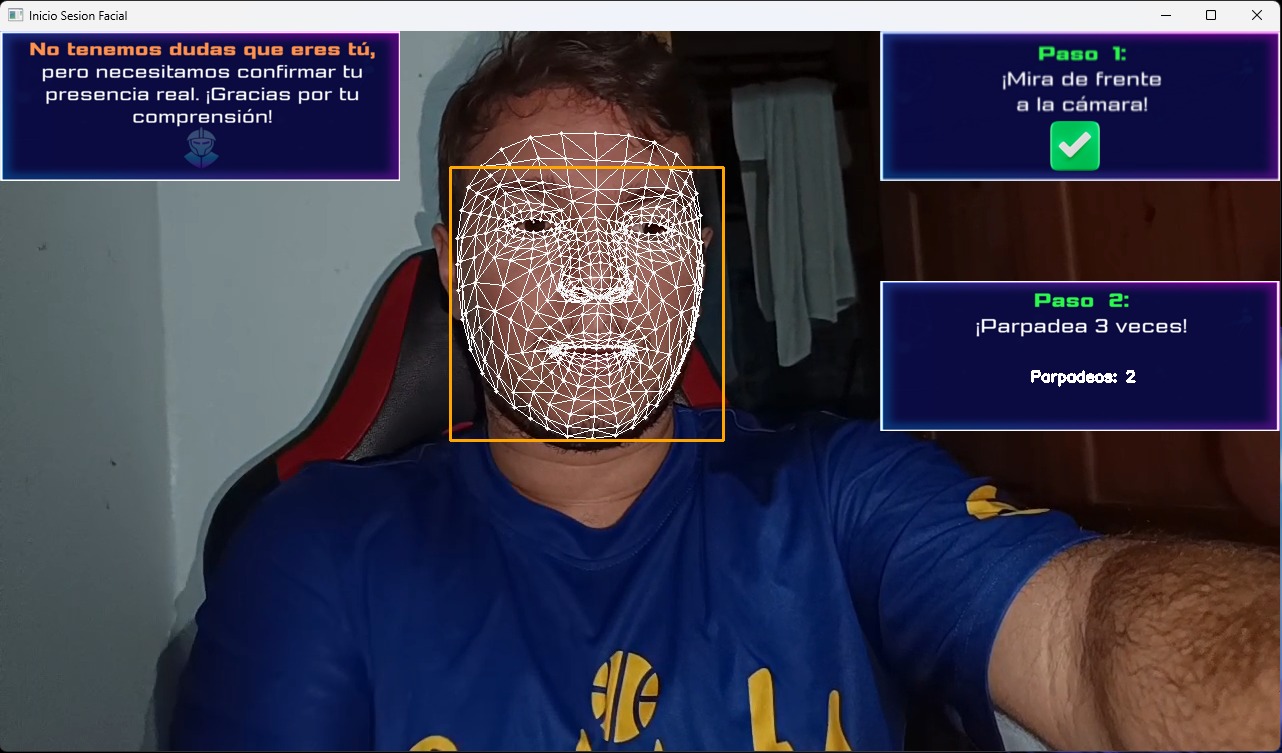 Inicio Sesion Facial
No tenemos dudas que eres tú,
pero necesitamos confirmar tu
presencia real. ¡Gracias por tu
comprensión!
Paso 1:
¡Mira de frente
a la cámara!
Paso 2:
¡Parpadea 3 veces!
Parpadeos: 2